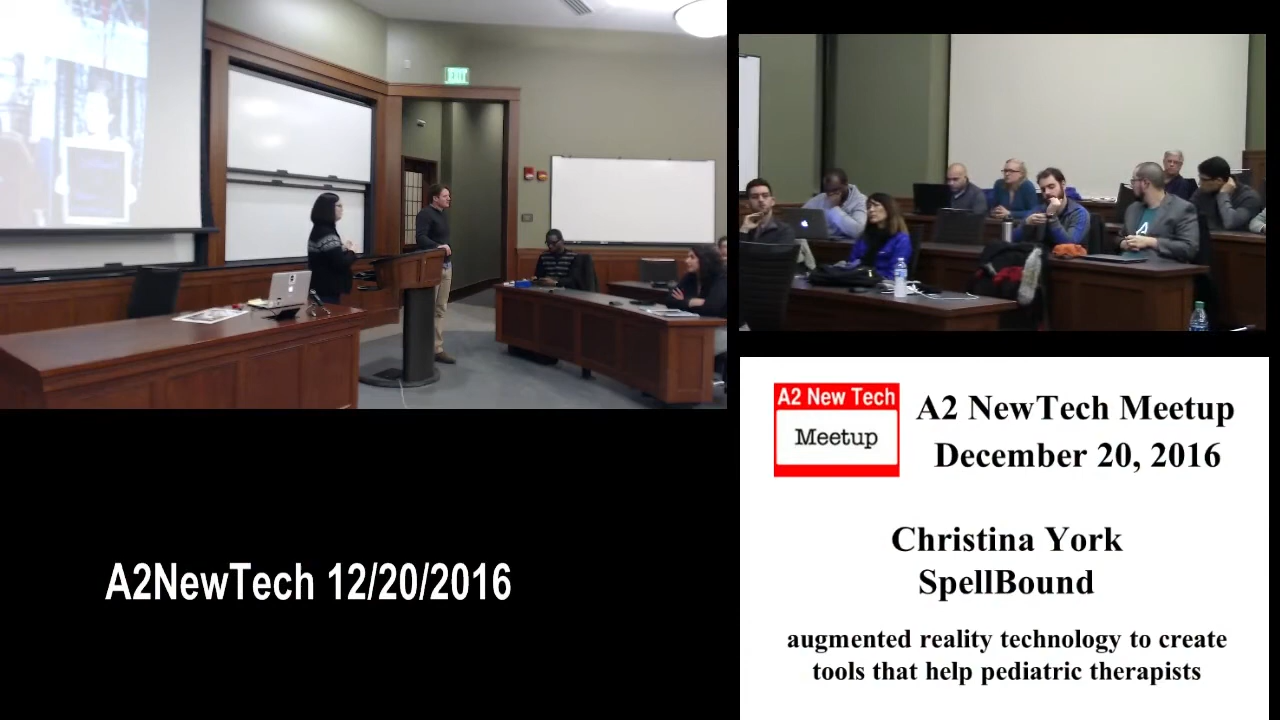 EXIT
A2 New Tech
Meetup
A2 NewTech Meetup
December 20, 2016
Christina York
SpellBound
augmented reality technology to create
tools that help pediatric therapists
A2NewTech 12/20/2016